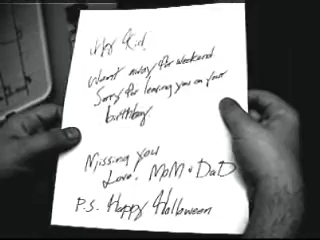 Hey Kid,
Went away for weekend
Sorry for leaving you on your
birthday
Missing you
Love, MoM & DaD
P.S. Happy Halloween